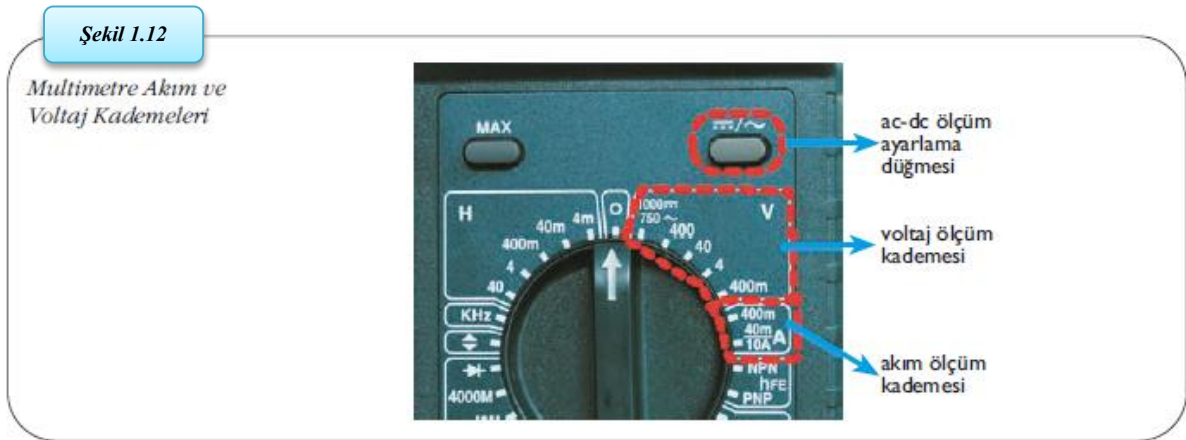 Şekil 1.12
Multimetre Akım ve
Voltaj Kademeleri
MAX
⎓/~
ac-dc ölçüm
ayarlama
düğmesi
H
O
1000⎓
750 ~
V
4m
40m
400m
4
40
400
40
4
400m
voltaj ölçüm
kademesi
KHz
400m
40m
10A
A
akım ölçüm
kademesi
NPN
hFE
PNP
4000M